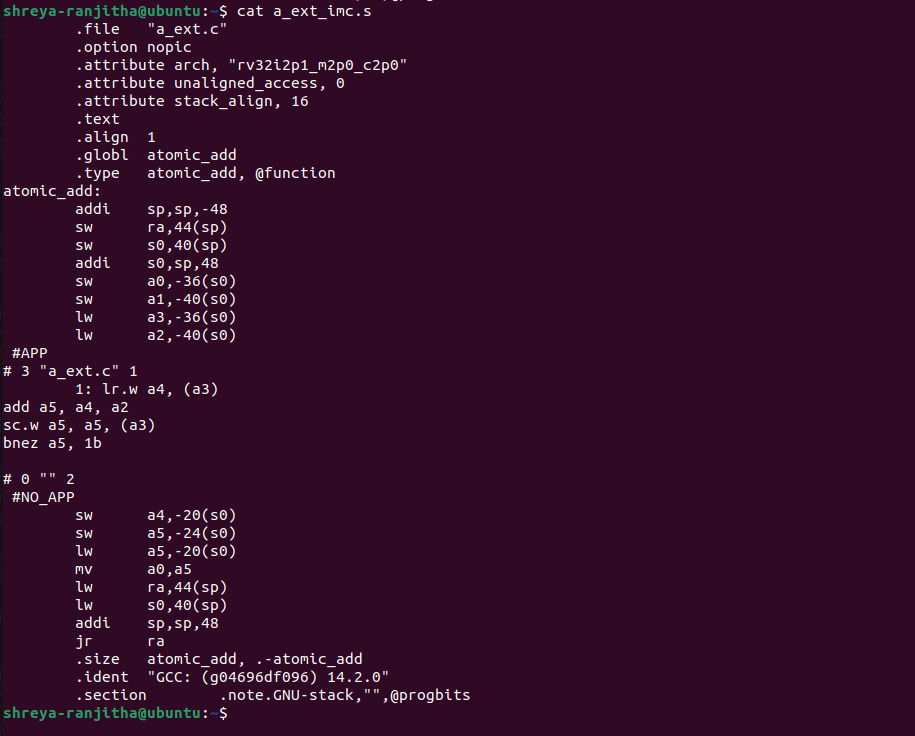 shreya-ranjitha@ubuntu:~$ cat a_ext_imc.s
        .file   "a_ext.c"
        .option nopic
        .attribute arch, "rv32i2p1_m2p0_c2p0"
        .attribute unaligned_access, 0
        .attribute stack_align, 16
        .text
        .align  1
        .globl  atomic_add
        .type   atomic_add, @function
atomic_add:
        addi    sp,sp,-48
        sw      ra,44(sp)
        sw      s0,40(sp)
        addi    s0,sp,48
        sw      a0,-36(s0)
        sw      a1,-40(s0)
        lw      a3,-36(s0)
        lw      a2,-40(s0)
 #APP
# 3 "a_ext.c" 1
        1: lr.w a4, (a3)
add a5, a4, a2
sc.w a5, a5, (a3)
bnez a5, 1b

# 0 "" 2
 #NO_APP
        sw      a4,-20(s0)
        sw      a5,-24(s0)
        lw      a5,-20(s0)
        mv      a0,a5
        lw      ra,44(sp)
        lw      s0,40(sp)
        addi    sp,sp,48
        jr      ra
        .size   atomic_add, .-atomic_add
        .ident  "GCC: (g04696df096) 14.2.0"
        .section        .note.GNU-stack,"",@progbits
shreya-ranjitha@ubuntu:~$